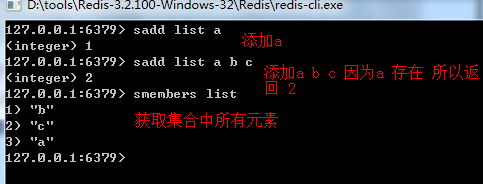 D:\tools\Redis-3.2.100-Windows-32\Redis\redis-cli.exe
127.0.0.1:6379> sadd list a
(integer) 1
添加a
127.0.0.1:6379> sadd list a b c
(integer) 2
添加a b c 因为a 存在 所以返
回 2
127.0.0.1:6379> smembers list
1) "b"
2) "c"
3) "a"
获取集合中所有元素
127.0.0.1:6379>